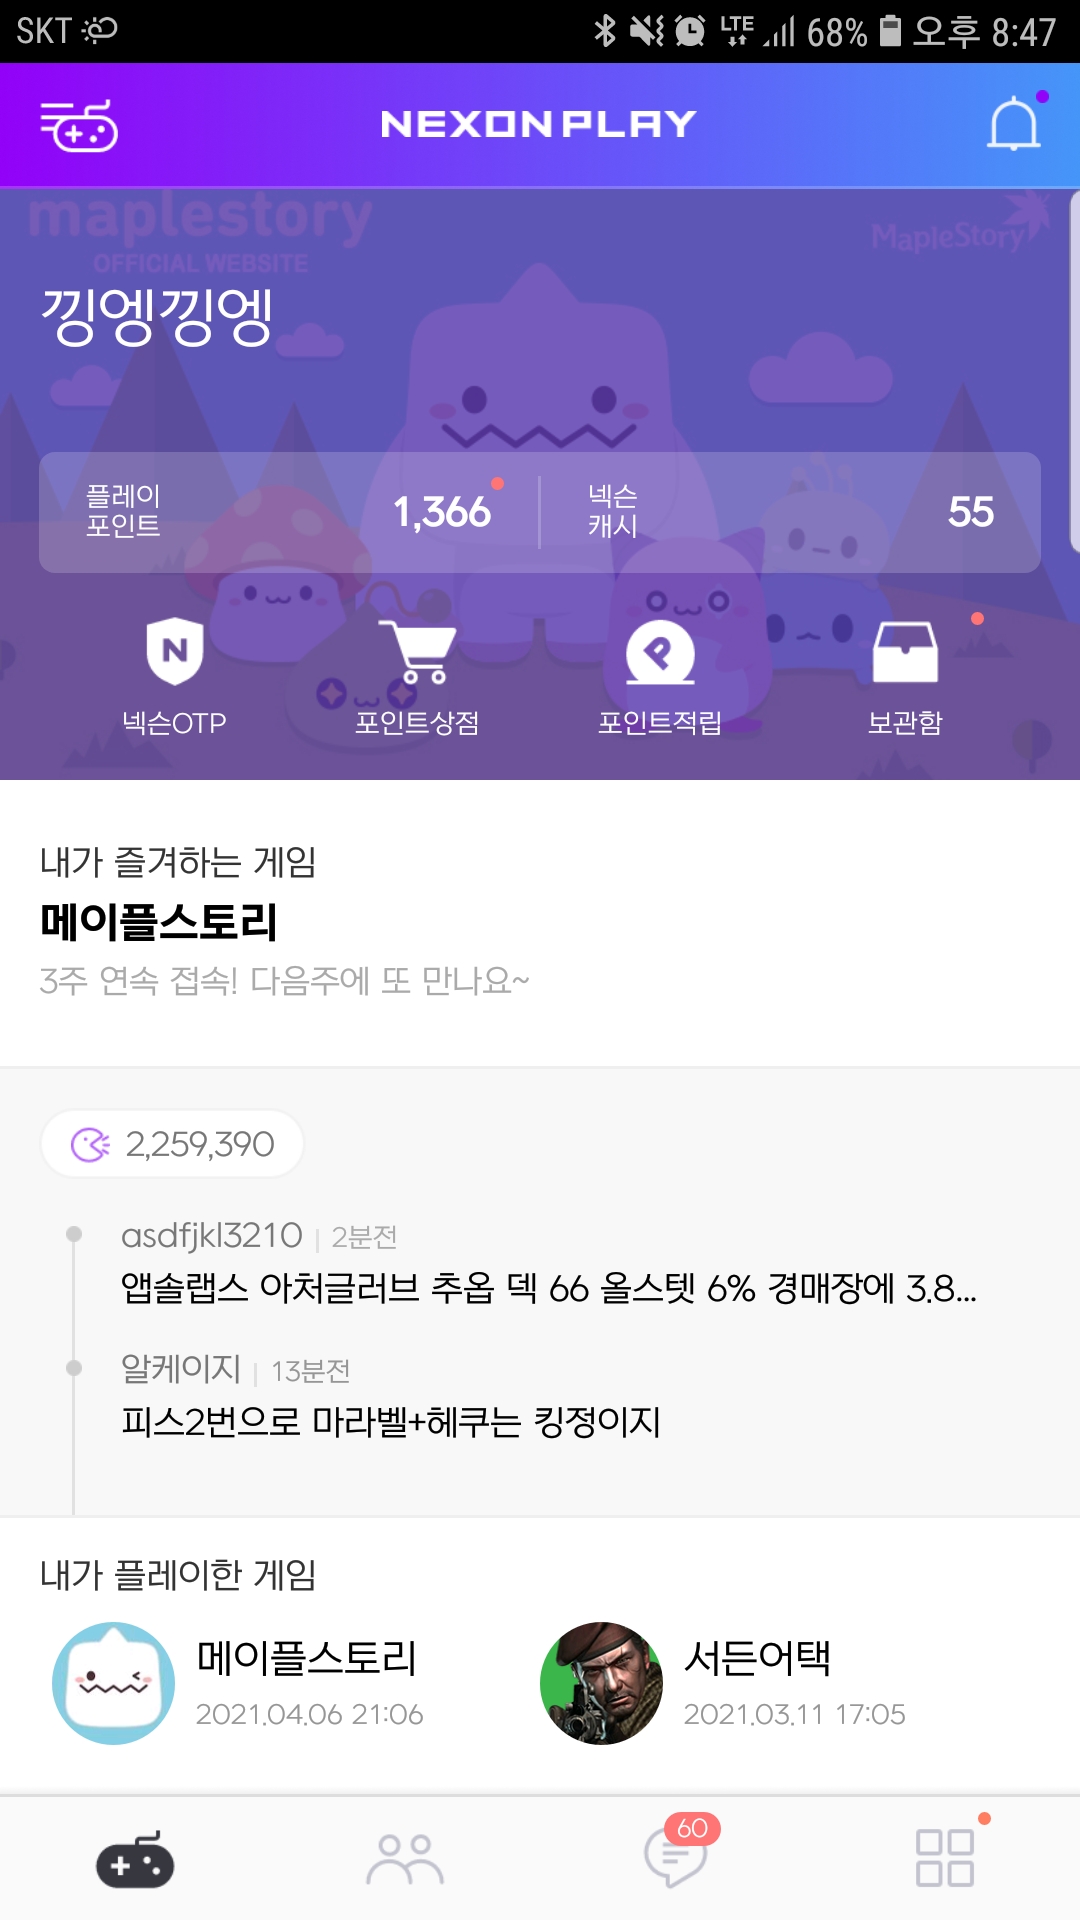 SKT LTE 68% 오후 8:47
NEXON PLAY
maplestory
OFFICIAL WEBSITE
MapleStory
낑엥낑엥
플레이
포인트
1,366
넥슨
캐시
55
N
넥슨OTP
포인트상점
포인트적립
보관함
내가 즐겨하는 게임
메이플스토리
3주 연속 접속! 다음주에 또 만나요~
2,259,390
asdfjkl3210 | 2분전
앱솔랩스 아처글러브 추옵 덱 66 올스텟 6% 경매장에 3.8...
알케이지 | 13분전
피스2번으로 마라벨+헤쿠는 킹정이지
내가 플레이한 게임
메이플스토리
2021.04.06 21:06
서든어택
2021.03.11 17:05
60